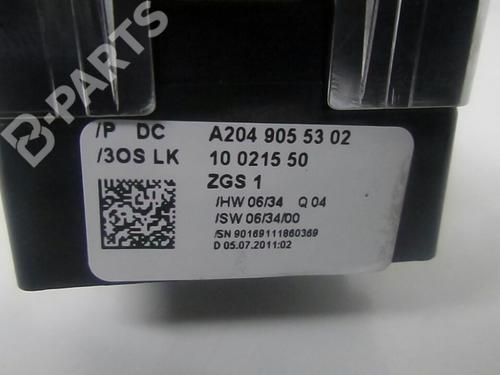 B-PARTS
/P DC A204 905 53 02
/3OS LK 10 0215 50
ZGS 1
/HW 06/34 Q 04
/SW 06/34/00
/SN 90169111860369
D 05.07.2011:02